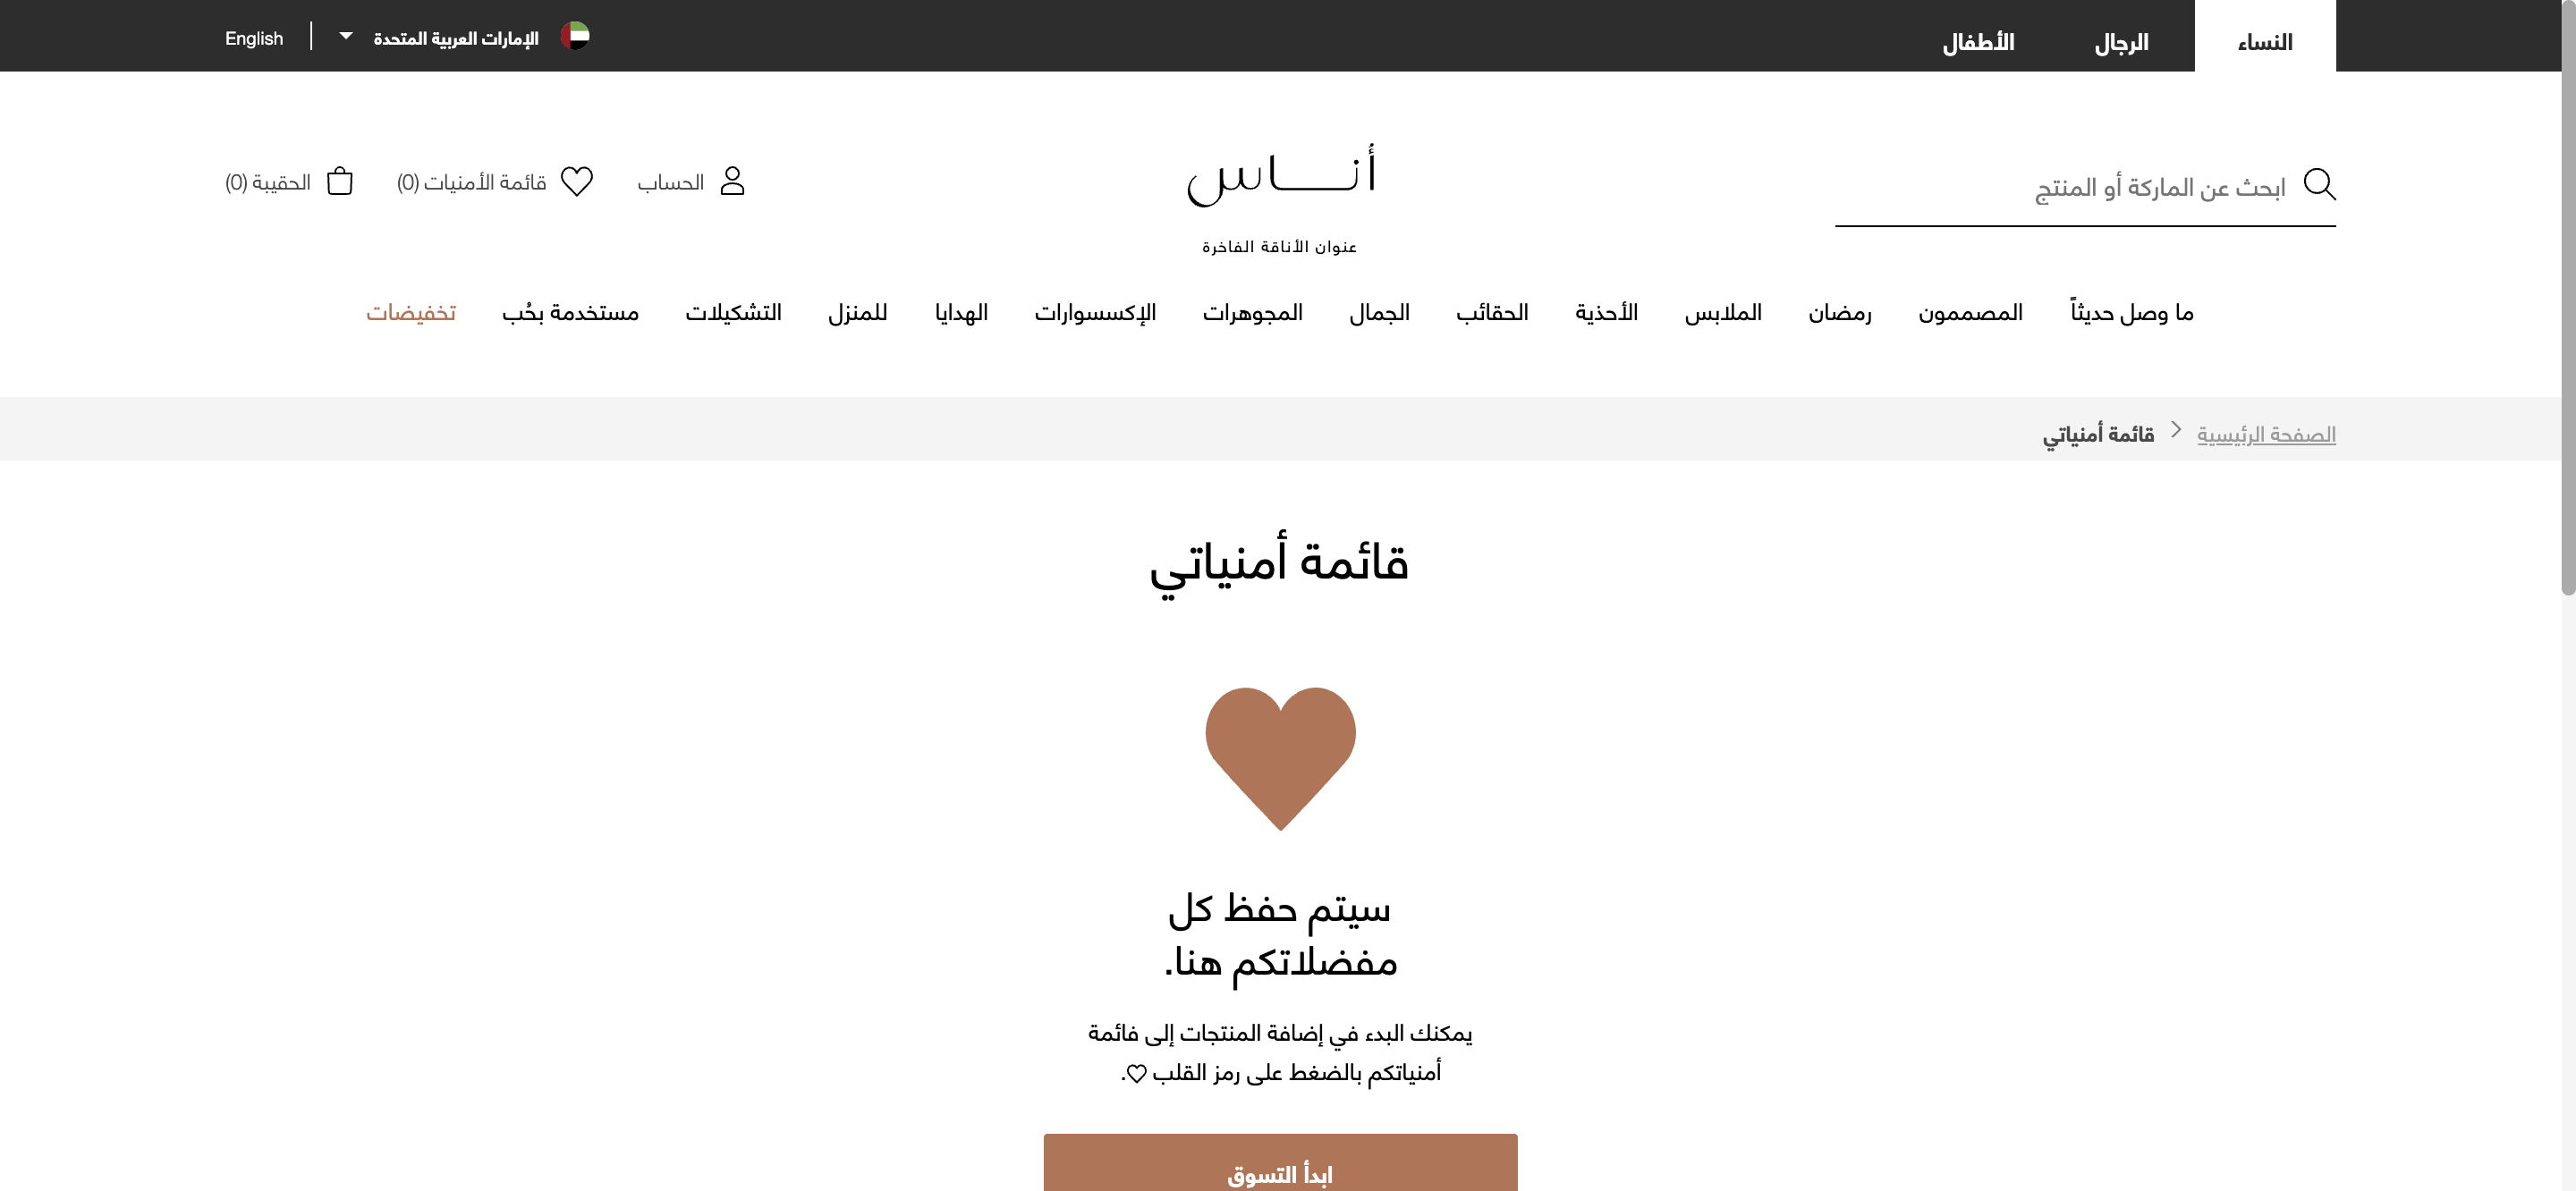 النساء
الرجال
الأطفال
الإمارات العربية المتحدة
English
ابحث عن الماركة أو المنتج
أناس
عنوان الأناقة الفاخرة
الحساب
قائمة الأمنيات (0)
الحقيبة (0)
ما وصل حديثاً
المصممون
رمضان
الملابس
الأحذية
الحقائب
الجمال
المجوهرات
الإكسسوارات
الهدايا
للمنزل
التشكيلات
مستخدمة بحُب
تخفيضات
الصفحة الرئيسية
قائمة أمنياتي
قائمة أمنياتي
سيتم حفظ كل
مفضلاتكم هنا.
يمكنك البدء في إضافة المنتجات إلى فائمة
أمنياتكم بالضغط على رمز القلب ♡.
ابدأ التسوق